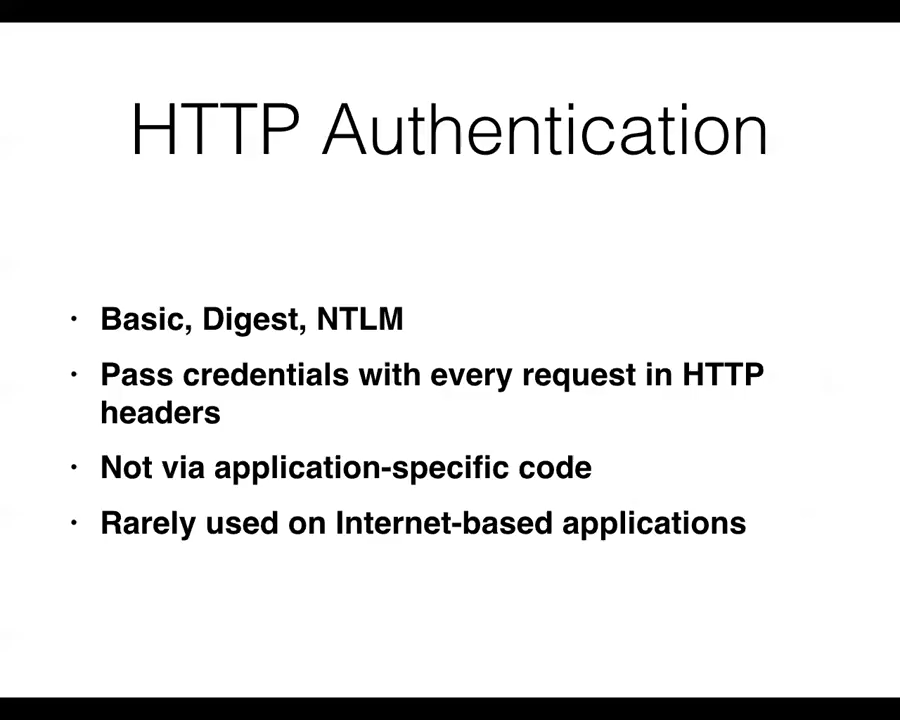 HTTP Authentication
• Basic, Digest, NTLM
• Pass credentials with every request in HTTP
headers
• Not via application-specific code
• Rarely used on Internet-based applications